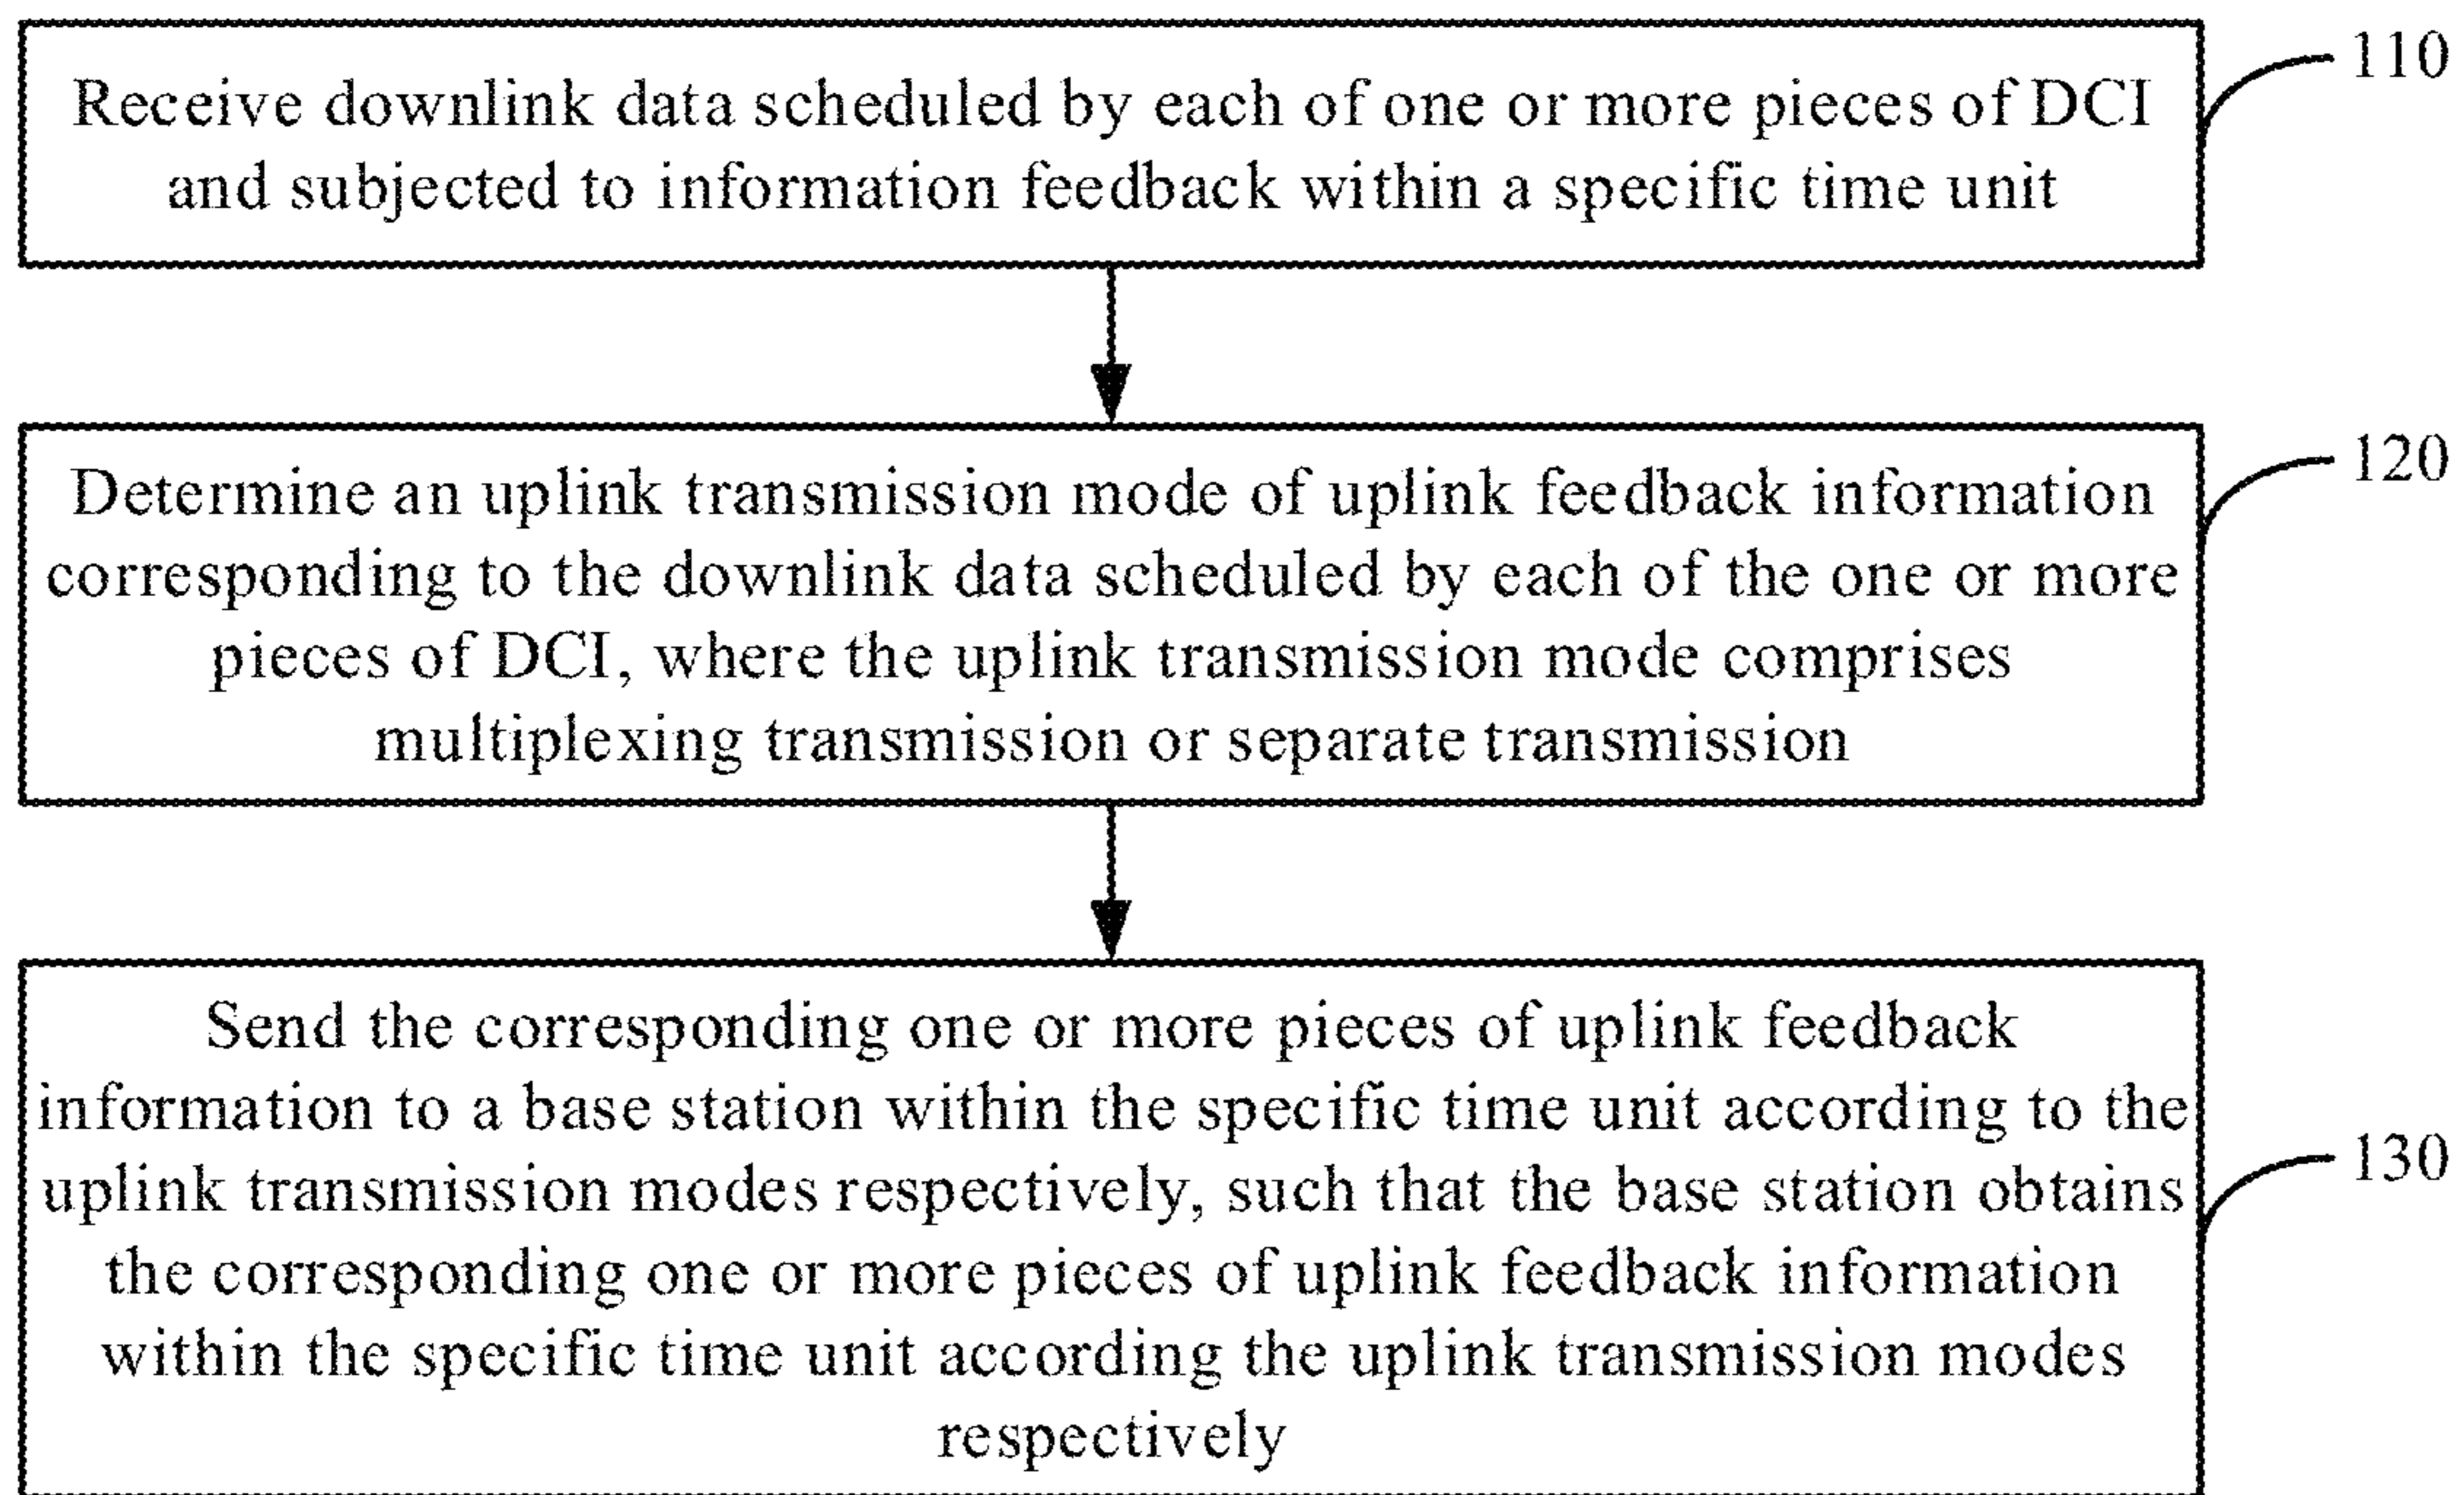 Receive downlink data scheduled by each of one or more pieces of DCI
and subjected to information feedback within a specific time unit
110
Determine an uplink transmission mode of uplink feedback information
corresponding to the downlink data scheduled by each of the one or more
pieces of DCI, where the uplink transmission mode comprises
multiplexing transmission or separate transmission
120
Send the corresponding one or more pieces of uplink feedback
information to a base station within the specific time unit according to the
uplink transmission modes respectively, such that the base station obtains
the corresponding one or more pieces of uplink feedback information
within the specific time unit according the uplink transmission modes
respectively
130